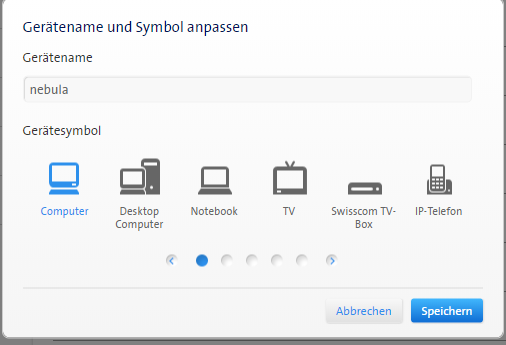 Gerätename und Symbol anpassen
Gerätename
nebula
Gerätesymbol
Computer
Desktop
Computer
Notebook
TV
Swisscom TV-
Box
IP-Telefon
Abbrechen
Speichern